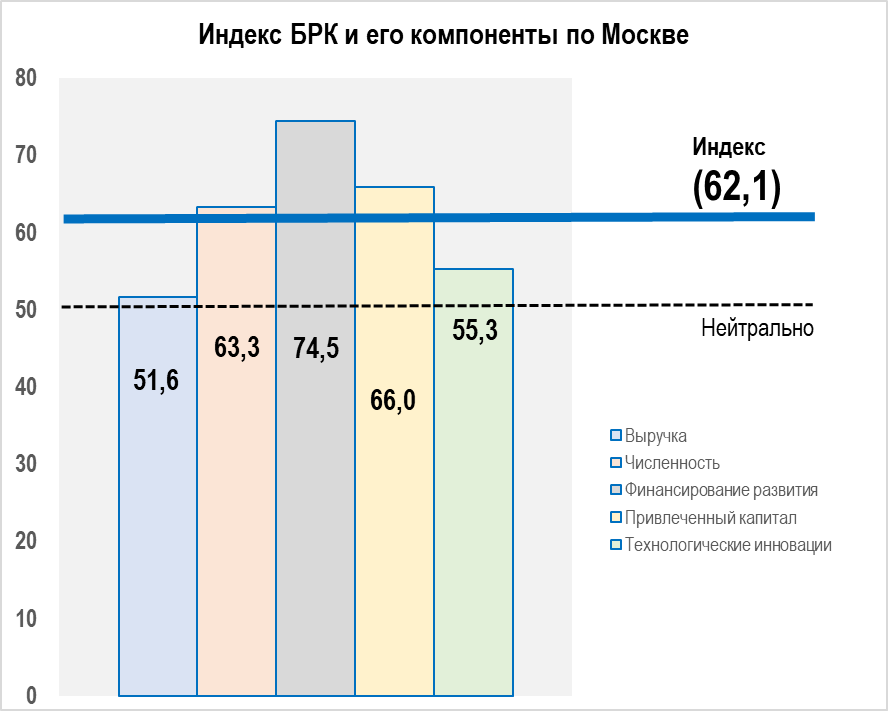 Индекс БРК и его компоненты по Москве
80
70
60
50
40
30
20
10
0
51,6
63,3
74,5
66,0
55,3
Индекс
(62,1)
Нейтрально
Выручка
Численность
Финансирование развития
Привлеченный капитал
Технологические инновации